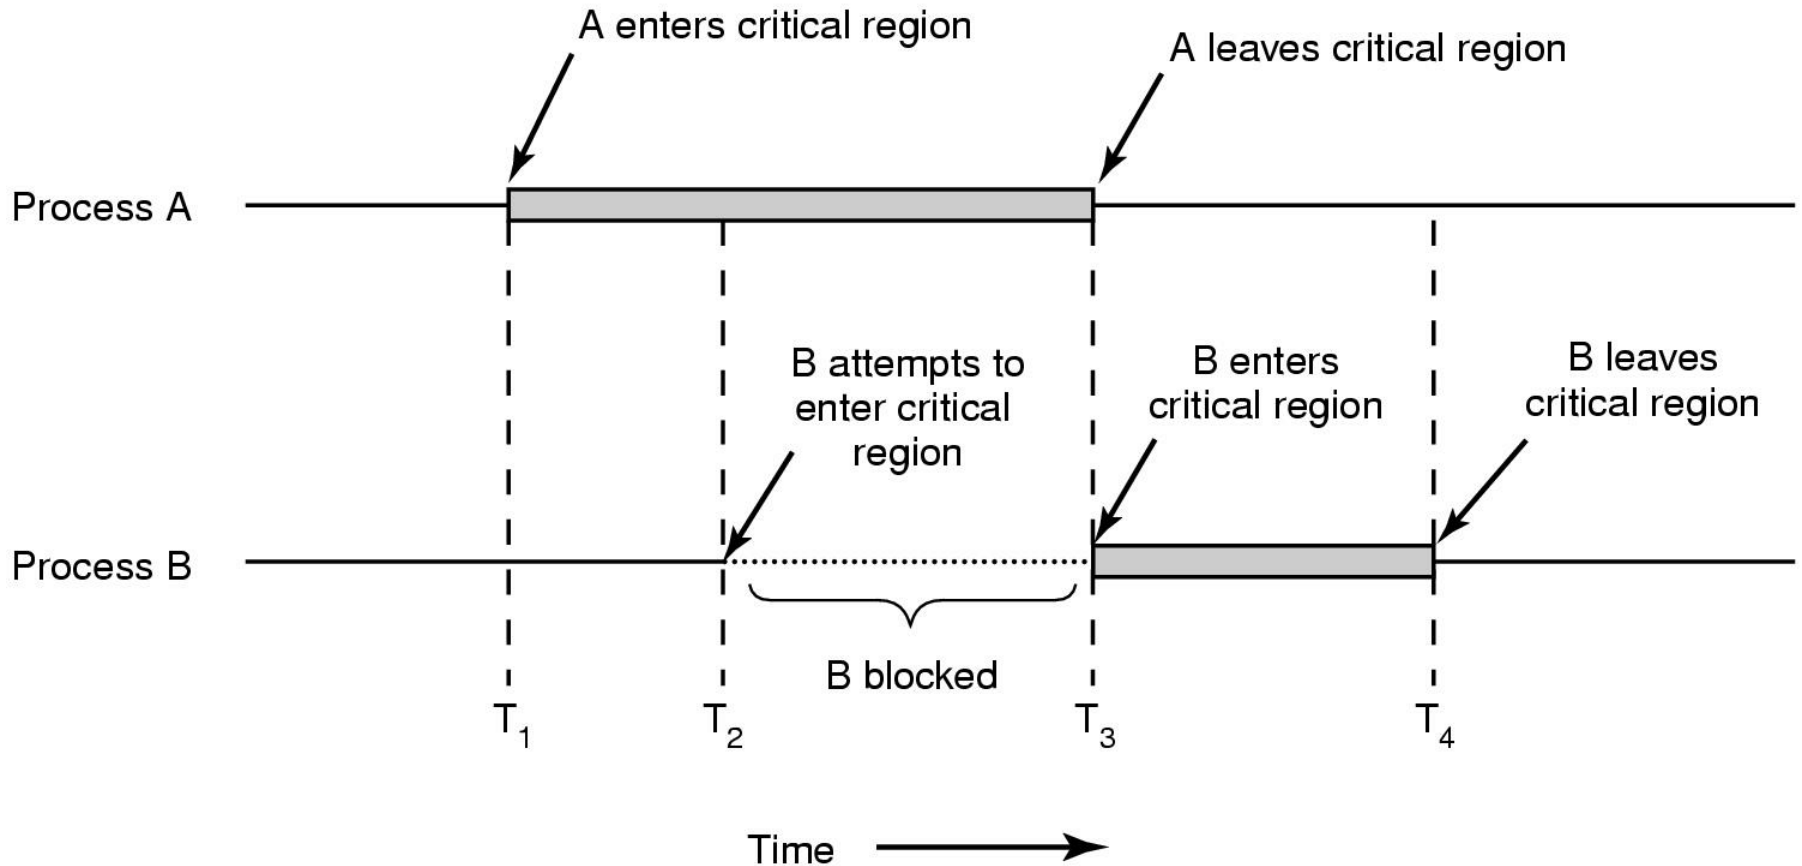 A enters critical region
A leaves critical region
Process A
B attempts to
enter critical
region
B enters
critical region
B leaves
critical region
Process B
B blocked
T1
T2
T3
T4
Time